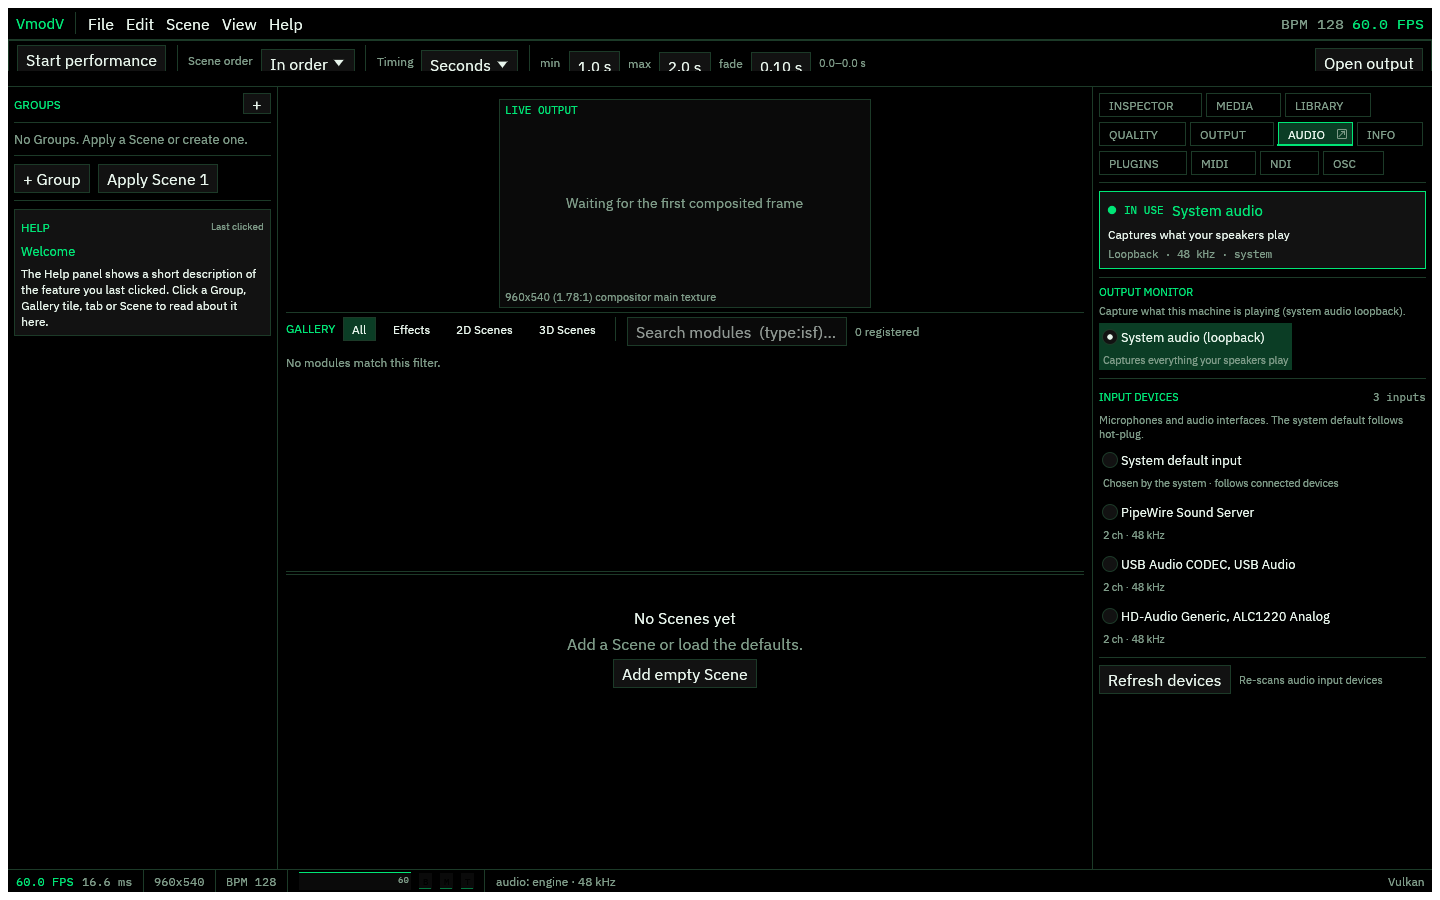 VmodV File Edit Scene View Help BPM 128 60.0 FPS
Start performance Scene order In order Timing Seconds min 1.0 s max 2.0 s fade 0.10 s 0.0–0.0 s Open output
GROUPS +
No Groups. Apply a Scene or create one.
+ Group Apply Scene 1
HELP Last clicked
Welcome
The Help panel shows a short description of
the feature you last clicked. Click a Group,
Gallery tile, tab or Scene to read about it
here.
LIVE OUTPUT
Waiting for the first composited frame
960x540 (1.78:1) compositor main texture
GALLERY All Effects 2D Scenes 3D Scenes Search modules (type:isf)... 0 registered
No modules match this filter.
No Scenes yet
Add a Scene or load the defaults.
Add empty Scene
INSPECTOR MEDIA LIBRARY
QUALITY OUTPUT AUDIO INFO
PLUGINS MIDI NDI OSC
IN USE System audio
Captures what your speakers play
Loopback · 48 kHz · system
OUTPUT MONITOR
Capture what this machine is playing (system audio loopback).
System audio (loopback)
Captures everything your speakers play
INPUT DEVICES 3 inputs
Microphones and audio interfaces. The system default follows
hot-plug.
System default input
Chosen by the system · follows connected devices
PipeWire Sound Server
2 ch · 48 kHz
USB Audio CODEC, USB Audio
2 ch · 48 kHz
HD-Audio Generic, ALC1220 Analog
2 ch · 48 kHz
Refresh devices Re-scans audio input devices
60.0 FPS 16.6 ms 960x540 BPM 128 60 audio: engine · 48 kHz Vulkan